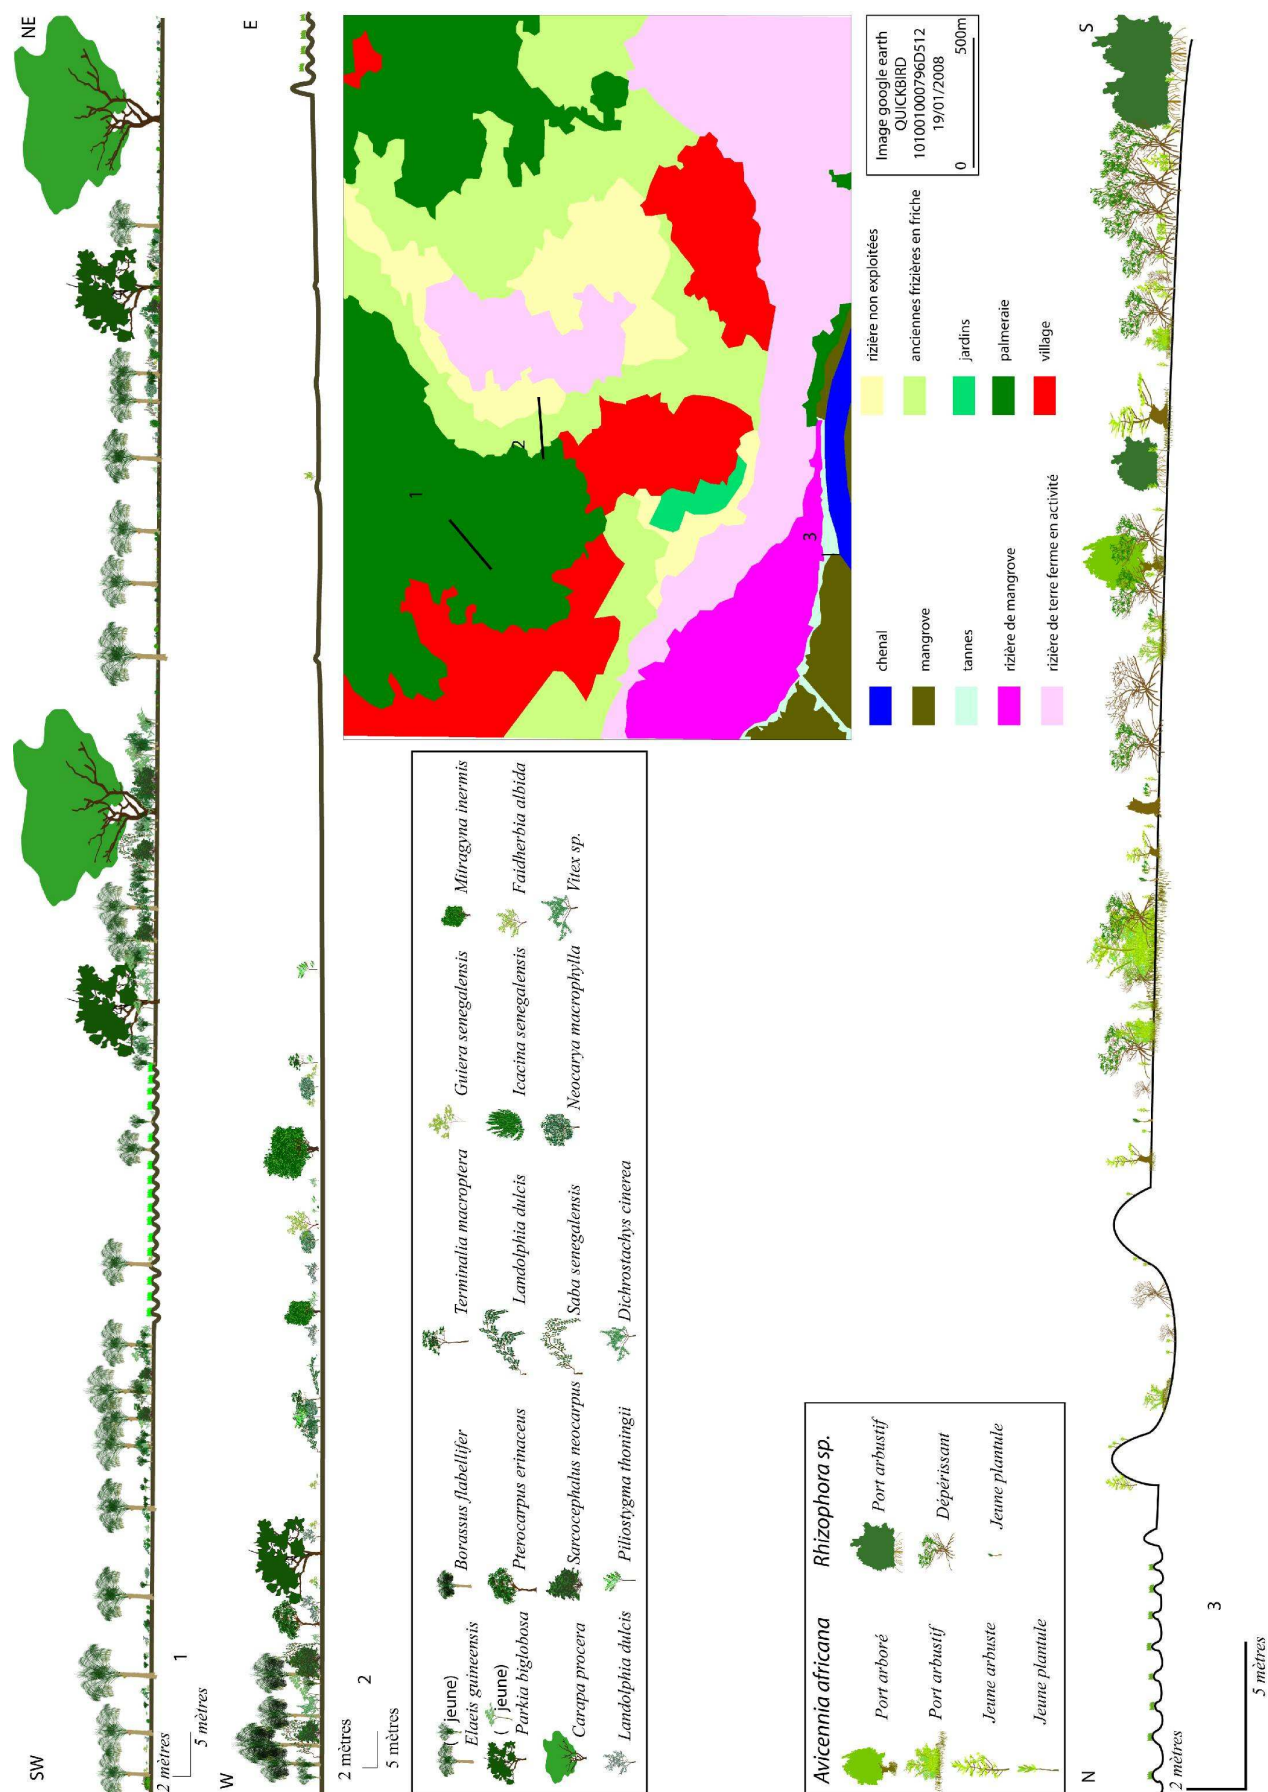 SW
NE
1
2 mètres
5 mètres
W
E
2
2 mètres
5 mètres
( jeune)
Elaeis guineensis
Borassus flabellifer
Terminalia macroptera
Guiera senegalensis
Mitragyna inermis
( jeune)
Parkia biglobosa
Pterocarpus erinaceus
Landolphia dulcis
Icacina senegalensis
Faidherbia albida
Carapa procera
Sarcocephalus neocarpus
Saba senegalensis
Neocarya macrophylla
Vitex sp.
Landolphia dulcis
Piliostygma thoningii
Dichrostachys cinerea
1
2
3
chenal
mangrove
tannes
rizière de mangrove
rizière de terre ferme en activité
rizière non exploitées
anciennes frizières en friche
jardins
palmeraie
village
Image google earth
QUICKBIRD
1010010000796D512
19/01/2008
0 500m
Avicennia africana
Port arboré
Port arbustif
Jeune arbuste
Jeune plantule
Rhizophora sp.
Port arbustif
Dépérissant
Jeune plantule
N
S
2 mètres
5 mètres
3